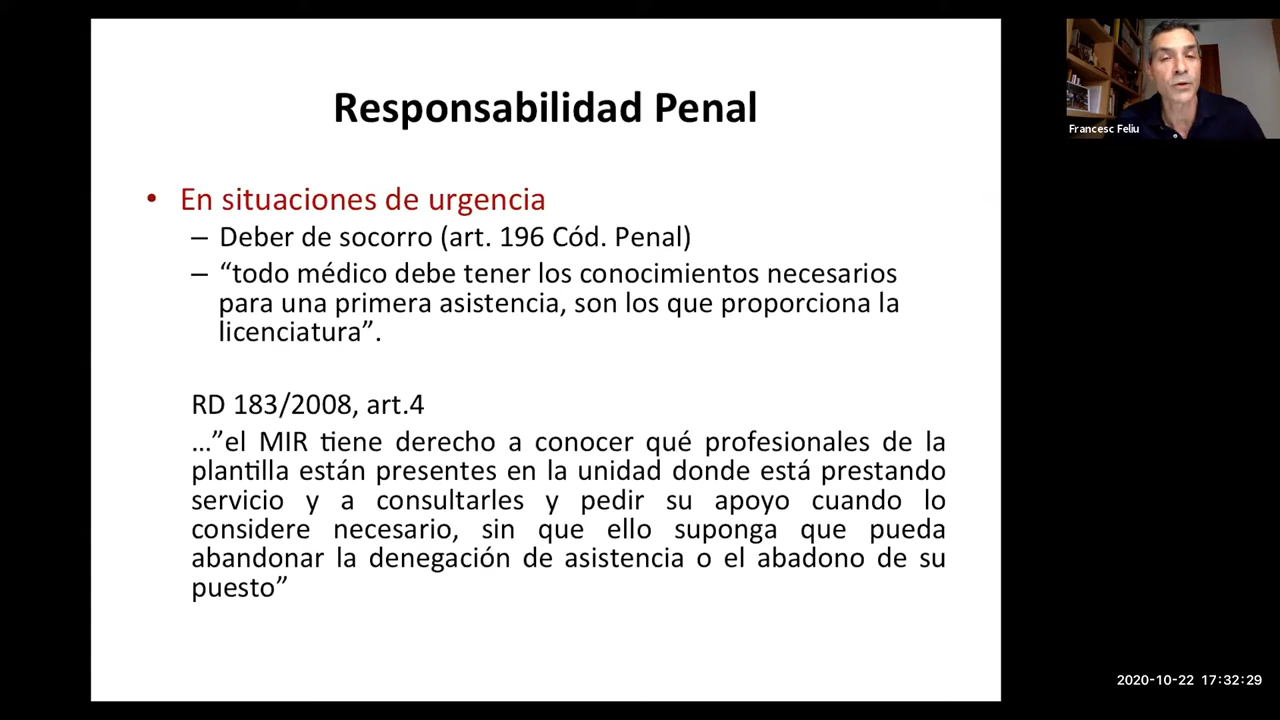 Responsabilidad Penal
• En situaciones de urgencia
– Deber de socorro (art. 196 Cód. Penal)
– “todo médico debe tener los conocimientos necesarios
para una primera asistencia, son los que proporciona la
licenciatura”.
RD 183/2008, art.4
…”el MIR tiene derecho a conocer qué profesionales de la
plantilla están presentes en la unidad donde está prestando
servicio y a consultarles y pedir su apoyo cuando lo
considere necesario, sin que ello suponga que pueda
abandonar la denegación de asistencia o el abadono de su
puesto”
Francesc Feliu
2020-10-22 17:32:29